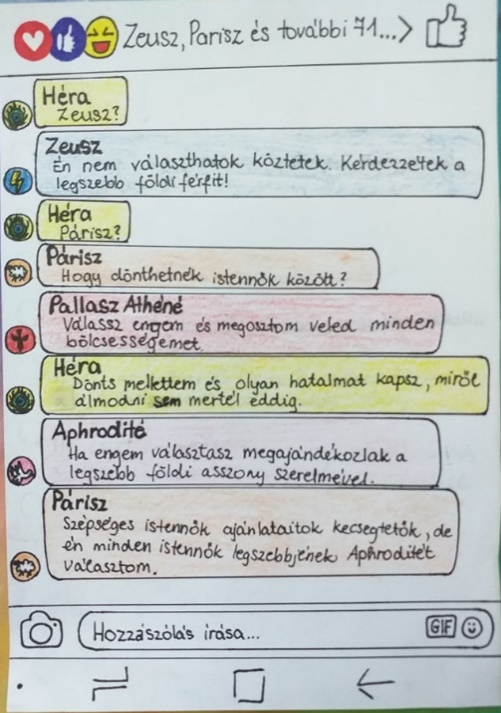 Zeusz, Parisz és további 71...>
Héra
Zeusz?
Zeusz
Én nem választhatok köztetek. Kérdezzétek a
legszebb földi férfit!
Héra
Párisz?
Párisz
Hogy dönthetnék istennők között?
Pallasz Athéné
Válassz engem és megosztom veled minden
bölcsességemet.
Héra
Dönts mellettem és olyan hatalmat kapsz, miről
álmodni sem mertél eddig.
Aphrodité
Ha engem választasz megajándékozlak a
legszebb földi asszony szerelmével.
Párisz
Szépséges istennők ajánlataitok kecsegtetők, de
én minden istennők legszebbjének Aphroditét
választom.
Hozzászólás írása...
GIF